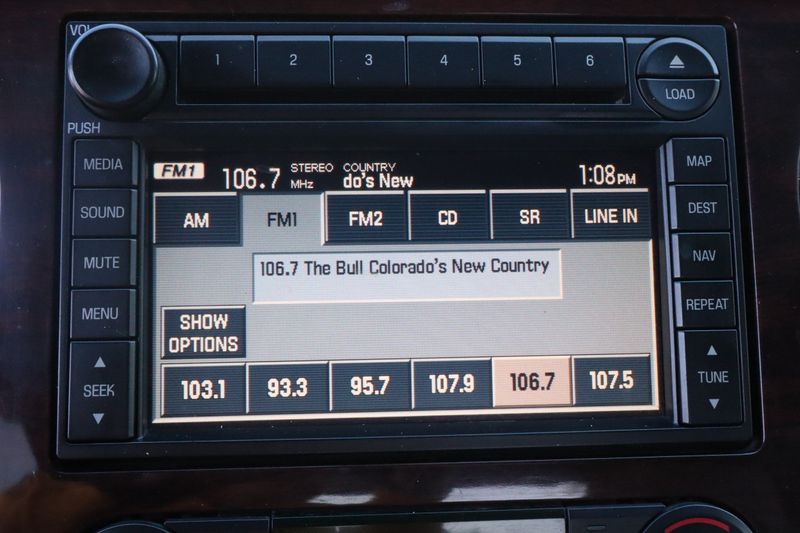 VOL
1 2 3 4 5 6
LOAD
PUSH
MEDIA
SOUND
MUTE
MENU
SEEK
FM1 106.7 MHz STEREO COUNTRY 1:08PM
do's New
AM FM1 FM2 CD SR LINE IN
106.7 The Bull Colorado's New Country
SHOW
OPTIONS
103.1 93.3 95.7 107.9 106.7 107.5
MAP
DEST
NAV
REPEAT
TUNE